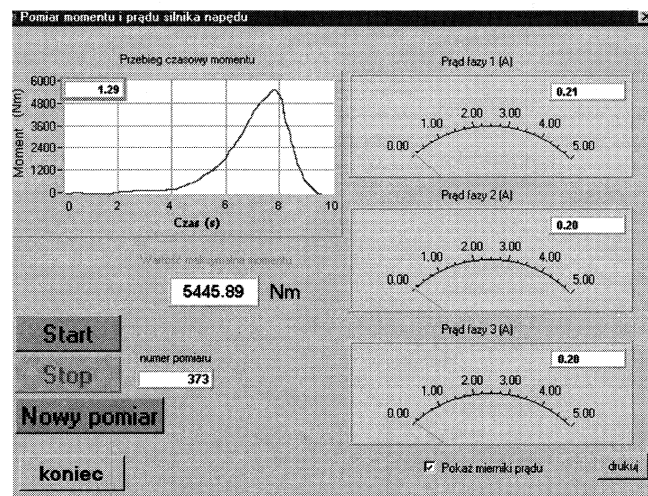 Pomiar momentu i prądu silnika napędu
Przebieg czasowy momentu
1.29
Moment (Nm)
6000
4800
3600
2400
1200
0
0 2 4 6 8 10
Czas (s)
Wartość maksymalna momentu
5445.89 Nm
Start
Stop
Nowy pomiar
koniec
numer pomiaru
373
Prąd fazy 1 (A)
0.21
0.00 1.00 2.00 3.00 4.00 5.00
Prąd fazy 2 (A)
0.20
0.00 1.00 2.00 3.00 4.00 5.00
Prąd fazy 3 (A)
0.20
0.00 1.00 2.00 3.00 4.00 5.00
Pokaż mierniki prądu
drukuj